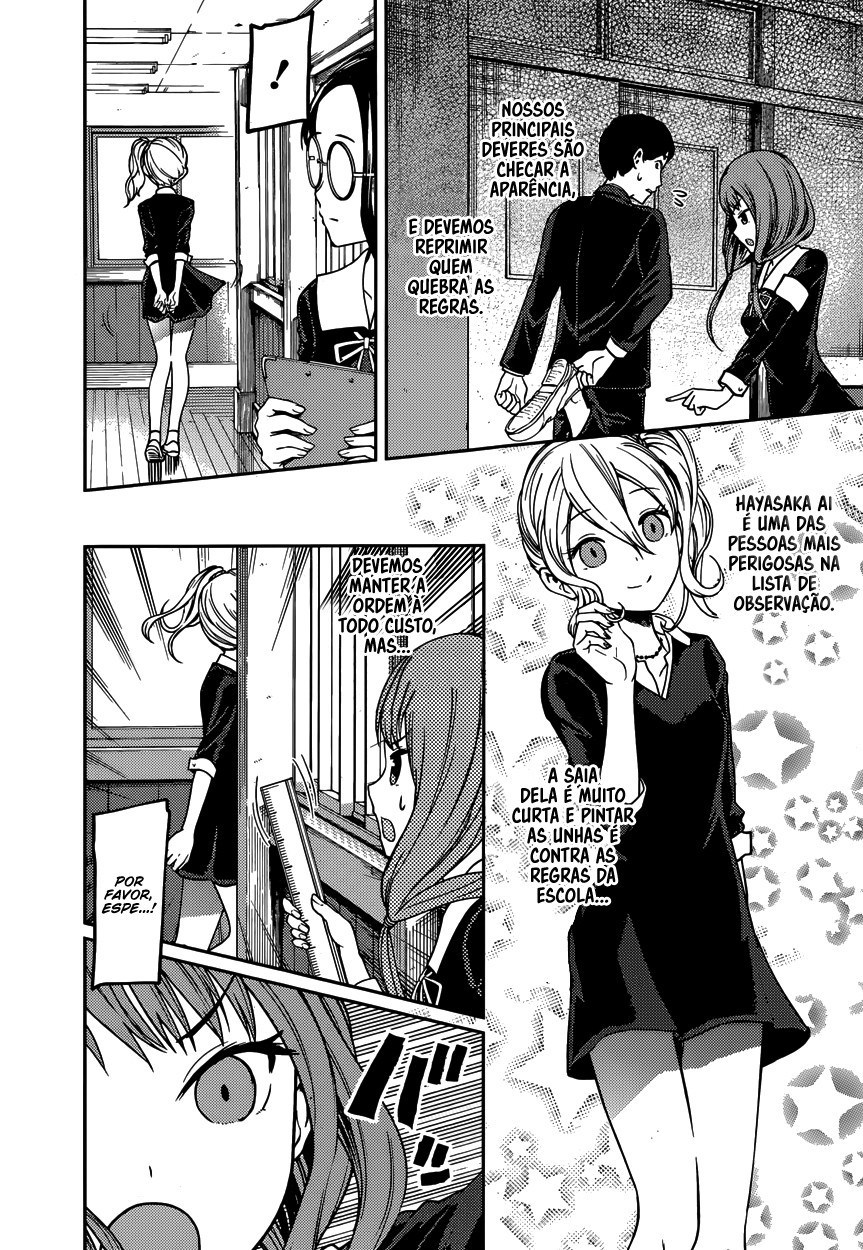 NOSSOS
PRINCIPAIS
DEVERES SÃO
CHECAR A
APARÊNCIA,
E DEVEMOS
REPRIMIR
QUEM
QUEBRA AS
REGRAS.
!
HAYASAKA AI
É UMA DAS
PESSOAS MAIS
PERIGOSAS NA
LISTA DE
OBSERVAÇÃO.
A SAIA
DELA É MUITO
CURTA E PINTAR
AS UNHAS É
CONTRA AS
REGRAS DA
ESCOLA...
DEVEMOS
MANTER A
ORDEM À
TODO CUSTO,
MAS...
POR
FAVOR,
ESPE...!
バッ!!